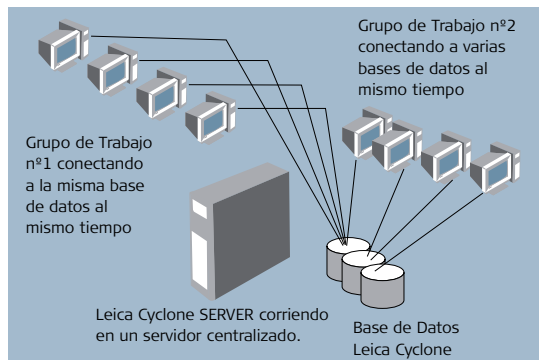 Grupo de Trabajo nº2
conectando a varias
bases de datos al
mismo tiempo
Grupo de Trabajo
nº1 conectando
a la misma base
de datos al
mismo tiempo
Leica Cyclone SERVER corriendo
en un servidor centralizado.
Base de Datos
Leica Cyclone